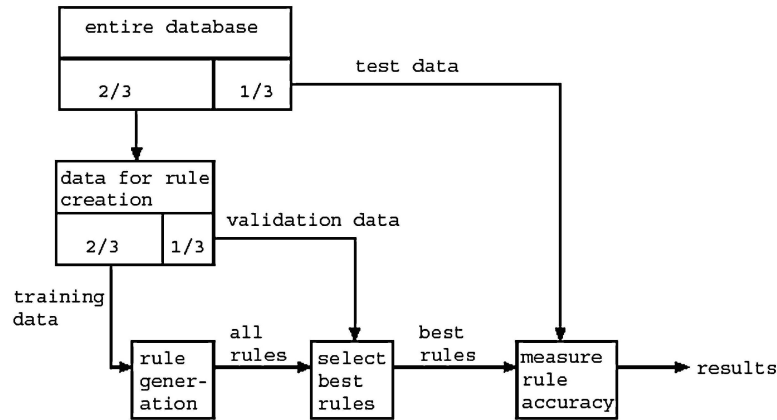 entire database
2/3
1/3
test data
data for rule
creation
2/3
1/3
validation data
training
data
rule
gener-
ation
all
rules
select
best
rules
best
rules
measure
rule
accuracy
results